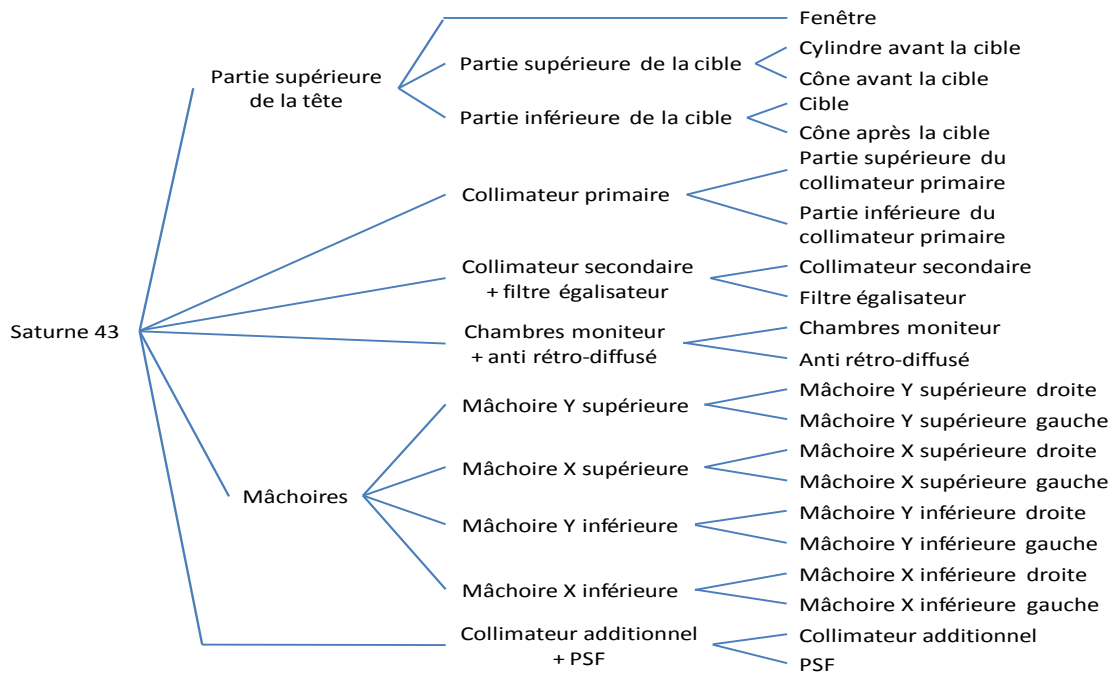 Saturne 43
Partie supérieure
de la tête
Fenêtre
Partie supérieure de la cible
Cylindre avant la cible
Cône avant la cible
Partie inférieure de la cible
Cible
Cône après la cible
Collimateur primaire
Partie supérieure du
collimateur primaire
Partie inférieure du
collimateur primaire
Collimateur secondaire
+ filtre égalisateur
Collimateur secondaire
Filtre égalisateur
Chambres moniteur
+ anti rétro-diffusé
Chambres moniteur
Anti rétro-diffusé
Mâchoires
Mâchoire Y supérieure
Mâchoire Y supérieure droite
Mâchoire Y supérieure gauche
Mâchoire X supérieure
Mâchoire X supérieure droite
Mâchoire X supérieure gauche
Mâchoire Y inférieure
Mâchoire Y inférieure droite
Mâchoire Y inférieure gauche
Mâchoire X inférieure
Mâchoire X inférieure droite
Mâchoire X inférieure gauche
Collimateur additionnel
+ PSF
Collimateur additionnel
PSF